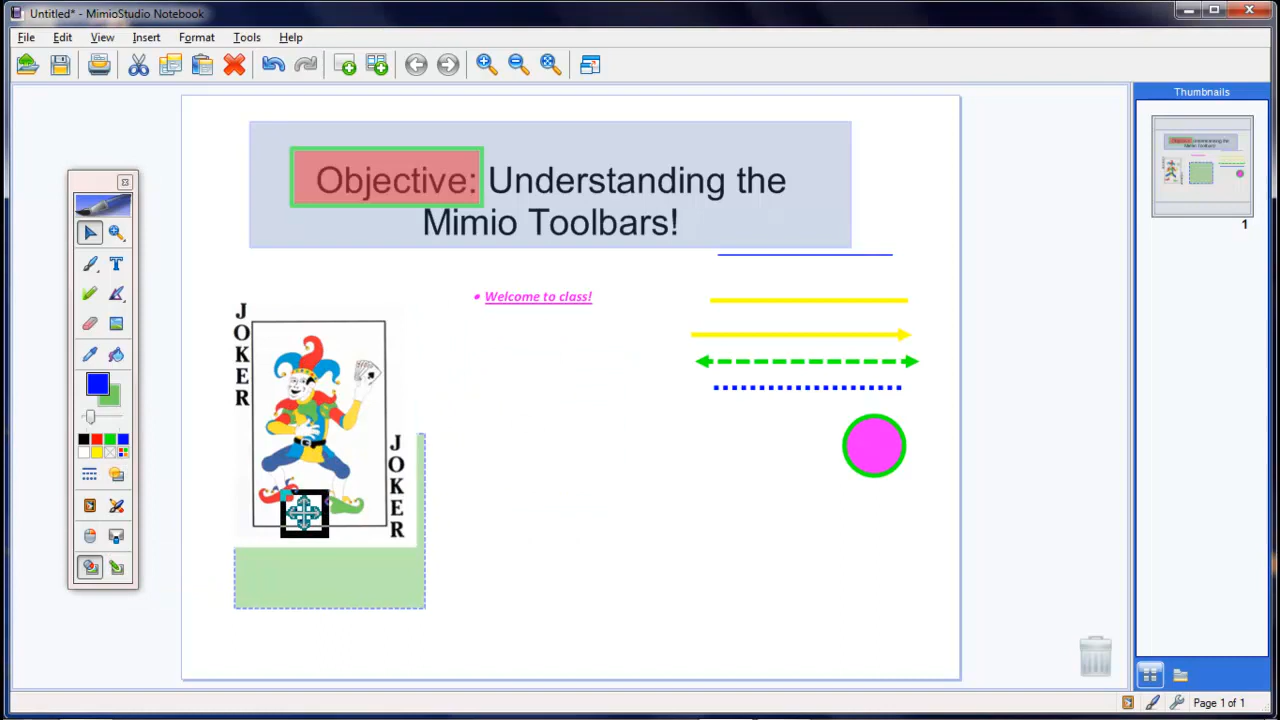 Untitled* - MimioStudio Notebook
File Edit View Insert Format Tools Help
Thumbnails
Objective: Understanding the
Mimio Toolbars!
• Welcome to class!
JOKER
JOKER
T
1
Page 1 of 1